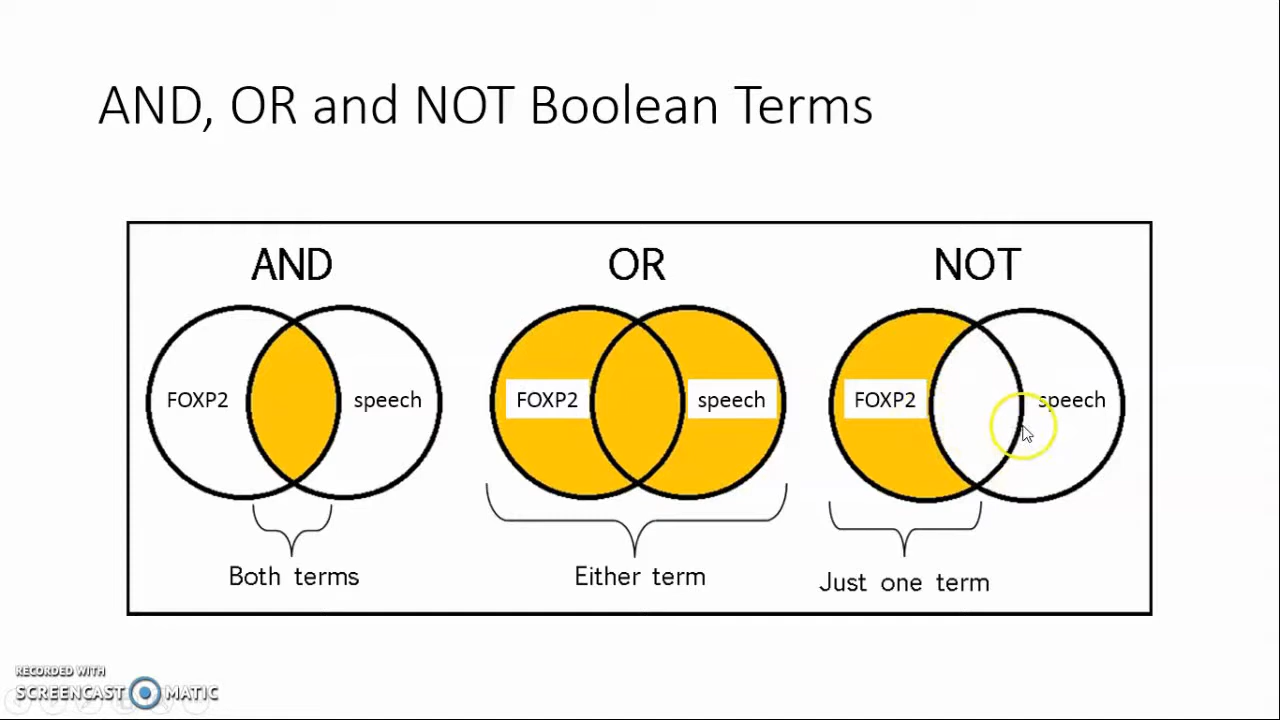 AND, OR and NOT Boolean Terms
AND
OR
NOT
FOXP2
speech
FOXP2
speech
FOXP2
speech
Both terms
Either term
Just one term
RECORDED WITH
SCREENCAST MATIC